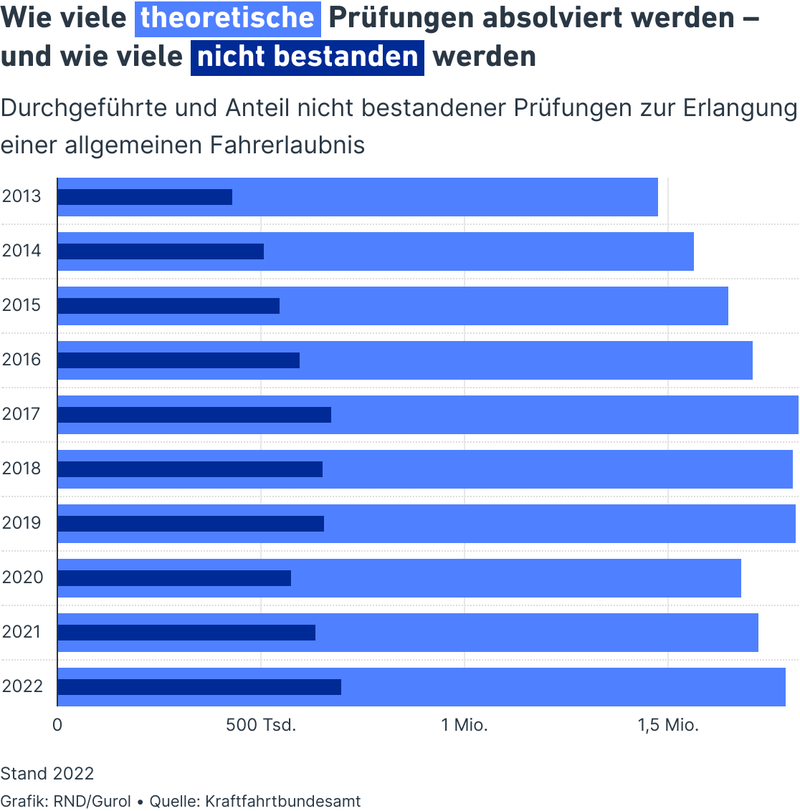 Wie viele theoretische Prüfungen absolviert werden –
und wie viele nicht bestanden werden
Durchgeführte und Anteil nicht bestandener Prüfungen zur Erlangung
einer allgemeinen Fahrerlaubnis
2013
2014
2015
2016
2017
2018
2019
2020
2021
2022
0 500 Tsd. 1 Mio. 1,5 Mio.
Stand 2022
Grafik: RND/Gurol • Quelle: Kraftfahrtbundesamt